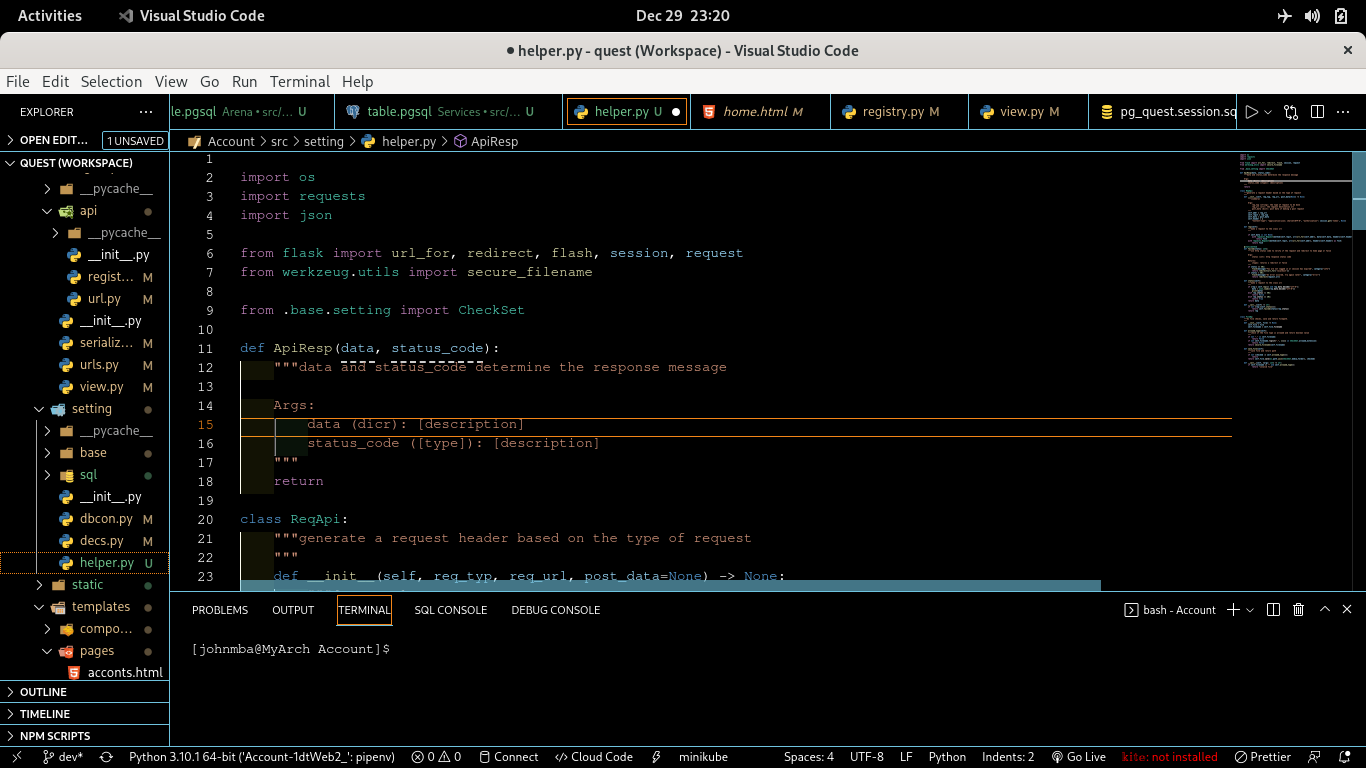 Activities Visual Studio Code Dec 29 23:20
● helper.py - quest (Workspace) - Visual Studio Code ×
File Edit Selection View Go Run Terminal Help
EXPLORER ···
le.pgsql Arena • src/... U table.pgsql Services • src/... U helper.py U ● home.html M registry.py M view.py M pg_quest.session.sq ···
OPEN EDIT... 1 UNSAVED
Account > src > setting > helper.py > ApiResp
QUEST (WORKSPACE)
__pycache__
api
__pycache__
__init__.py
regist... M
url.py M
__init__.py
serializ... M
urls.py M
view.py M
setting
__pycache__
base
sql
__init__.py
dbcon.py M
decs.py M
helper.py U
static
templates
compo...
pages
acconts.html
OUTLINE
TIMELINE
NPM SCRIPTS
1
2 import os
3 import requests
4 import json
5
6 from flask import url_for, redirect, flash, session, request
7 from werkzeug.utils import secure_filename
8
9 from .base.setting import CheckSet
10
11 def ApiResp(data, status_code):
12 """data and status_code determine the response message
13
14 Args:
15 data (dicr): [description]
16 status_code ([type]): [description]
17 """
18 return
19
20 class ReqApi:
21 """generate a request header based on the type of request
22 """
23 def __init__(self, req_typ, req_url, post_data=None) -> None:
PROBLEMS OUTPUT TERMINAL SQL CONSOLE DEBUG CONSOLE bash - Account
[johnmba@MyArch Account]$
dev* Python 3.10.1 64-bit ('Account-1dtWeb2_': pipenv) 0 0 Connect Cloud Code minikube Spaces: 4 UTF-8 LF Python Indents: 2 Go Live kite: not installed Prettier